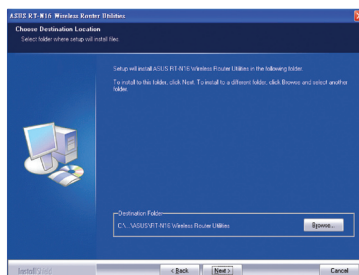 ASUS RT-N16 Wireless Router Utilities
Choose Destination Location
Select folder where setup will install files.
Setup will install ASUS RT-N16 Wireless Router Utilities in the following folder.
To install to this folder, click Next. To install to a different folder, click Browse and select another
folder.
Destination Folder
C:\...\ASUS\RT-N16 Wireless Router Utilities
Browse...
InstallShield
< Back
Next >
Cancel